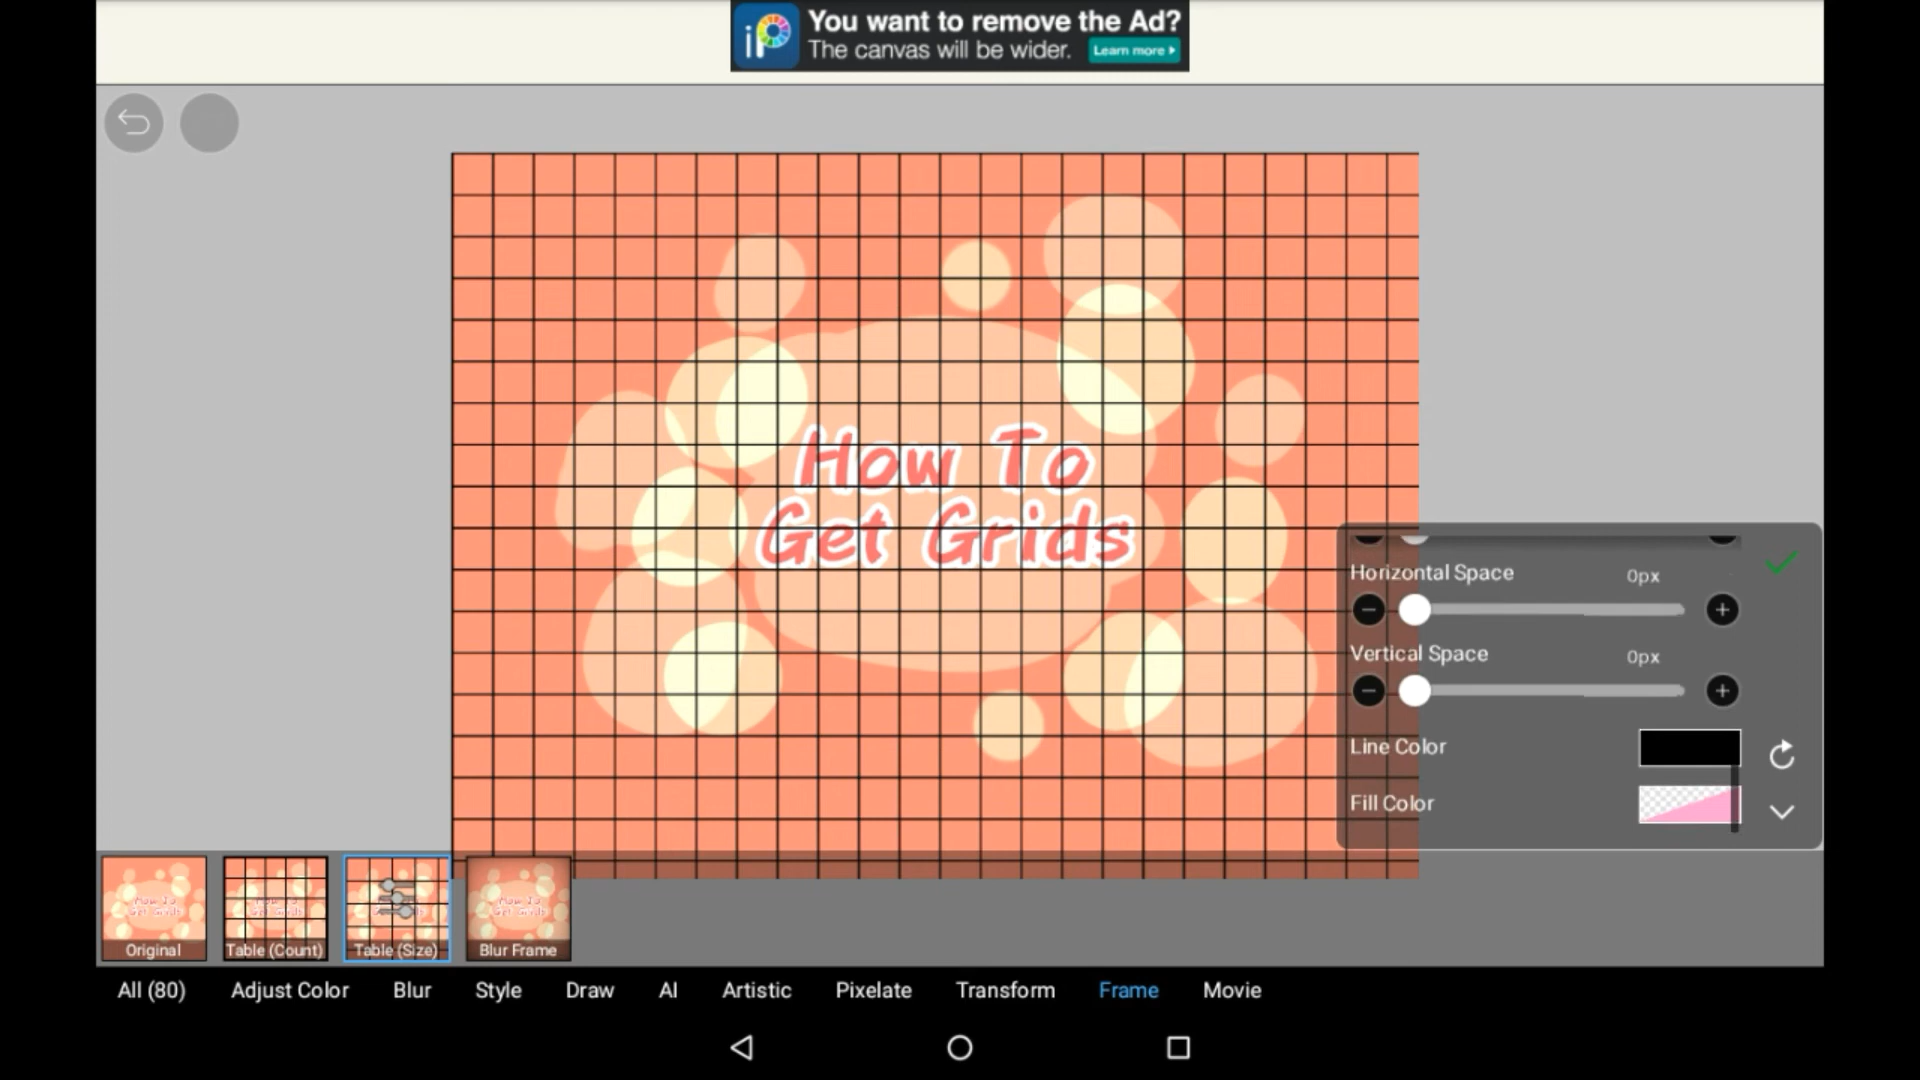 iP
You want to remove the Ad?
The canvas will be wider.
Learn more
How To
Get Grids
Horizontal Space
0px
Vertical Space
0px
Line Color
Fill Color
Original
Table (Count)
Table (Size)
Blur Frame
All (80)
Adjust Color
Blur
Style
Draw
AI
Artistic
Pixelate
Transform
Frame
Movie